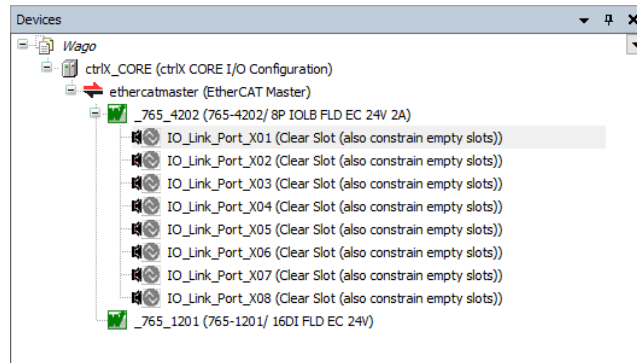 Devices
Wago
ctrlX_CORE (ctrlX CORE I/O Configuration)
ethercatmaster (EtherCAT Master)
_765_4202 (765-4202/ 8P IOLB FLD EC 24V 2A)
IO_Link_Port_X01 (Clear Slot (also constrain empty slots))
IO_Link_Port_X02 (Clear Slot (also constrain empty slots))
IO_Link_Port_X03 (Clear Slot (also constrain empty slots))
IO_Link_Port_X04 (Clear Slot (also constrain empty slots))
IO_Link_Port_X05 (Clear Slot (also constrain empty slots))
IO_Link_Port_X06 (Clear Slot (also constrain empty slots))
IO_Link_Port_X07 (Clear Slot (also constrain empty slots))
IO_Link_Port_X08 (Clear Slot (also constrain empty slots))
_765_1201 (765-1201/ 16DI FLD EC 24V)